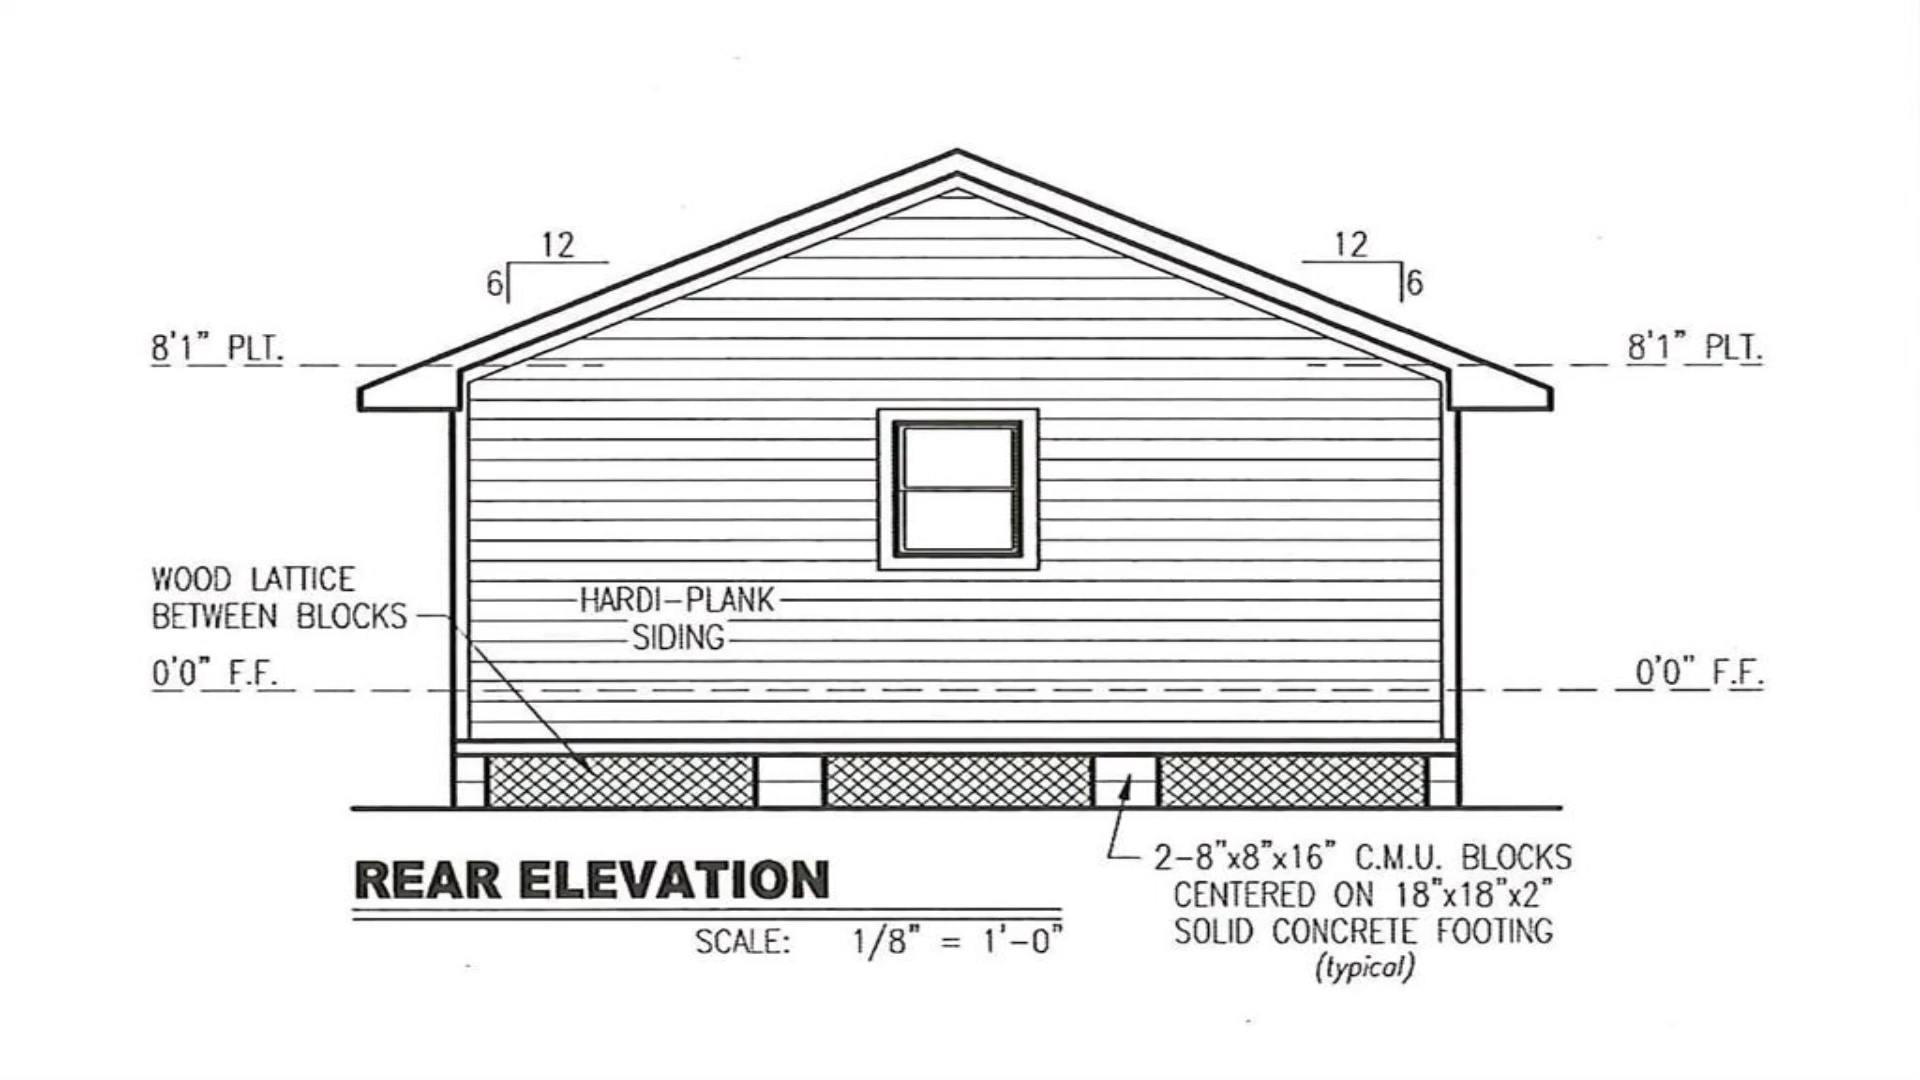 12
6
12
6
8'1" PLT.
8'1" PLT.
WOOD LATTICE
BETWEEN BLOCKS
HARDI-PLANK
SIDING
0'0" F.F.
0'0" F.F.
REAR ELEVATION
SCALE: 1/8" = 1'-0"
2-8"x8"x16" C.M.U. BLOCKS
CENTERED ON 18"x18"x2"
SOLID CONCRETE FOOTING
(typical)